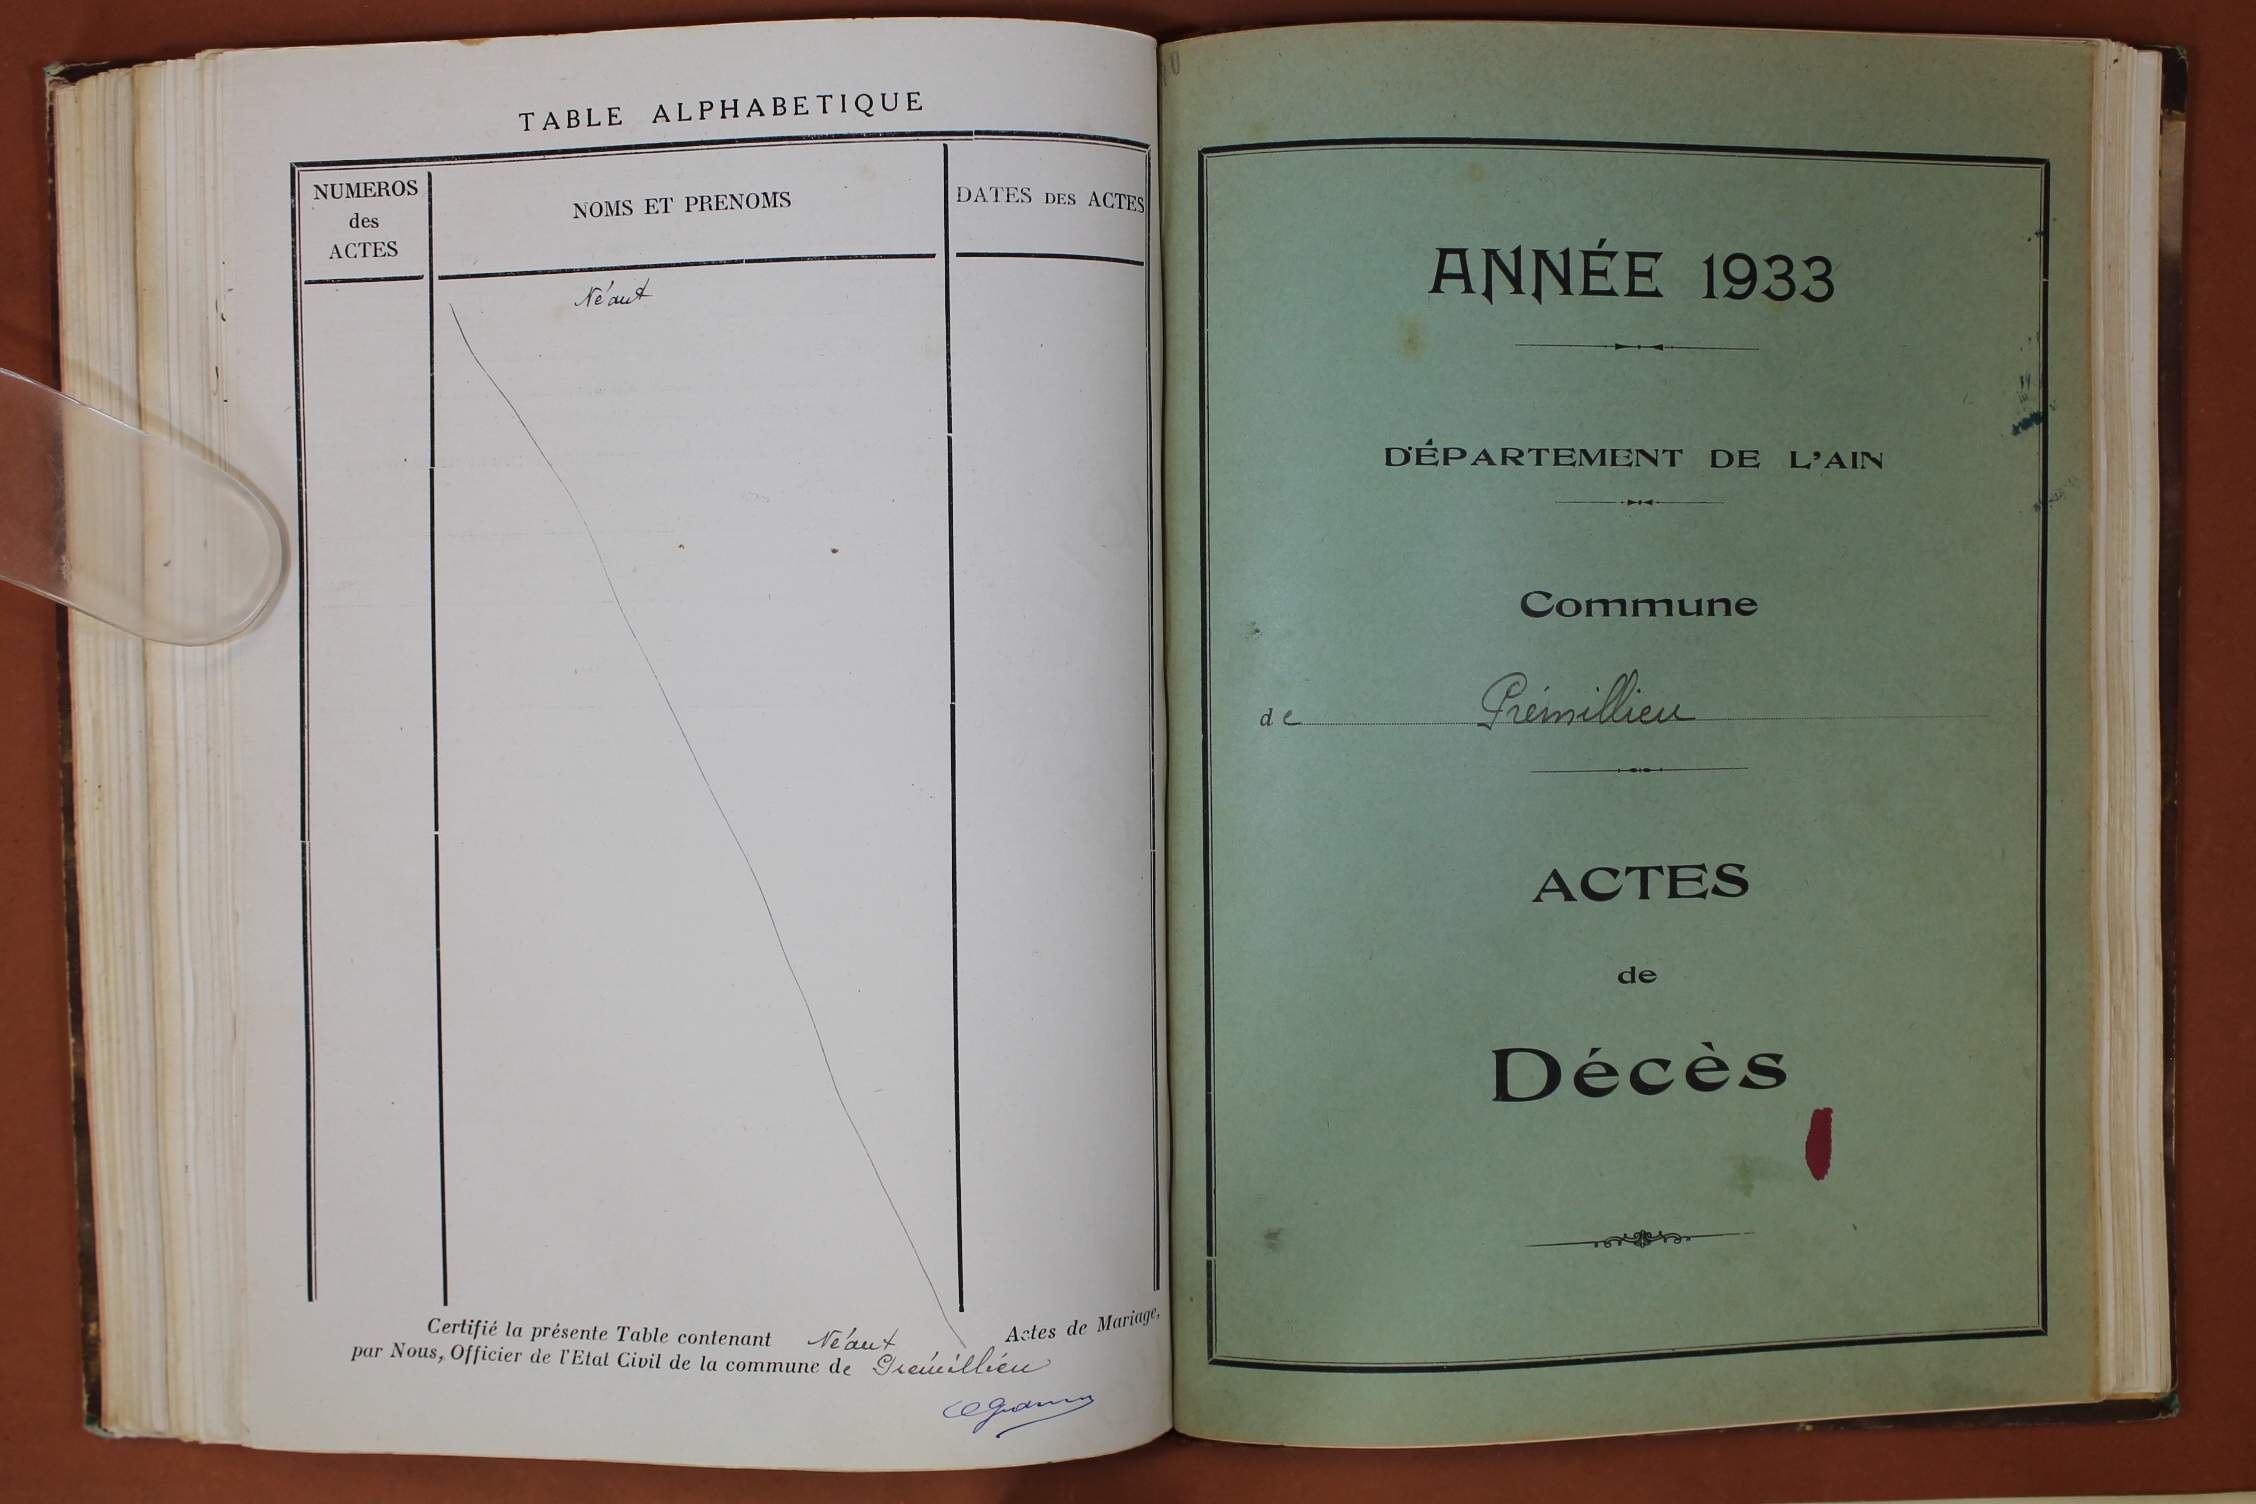 TABLE ALPHABETIQUE
NUMEROS
des
ACTES
NOMS ET PRENOMS
DATES DES ACTES
Néant
Certifié la présente Table contenant Néant Actes de Mariage,
par Nous, Officier de l'Etat Civil de la commune de Prémillieu
ANNÉE 1933
DÉPARTEMENT DE L'AIN
Commune
de Prémillieu
ACTES
de
Décès